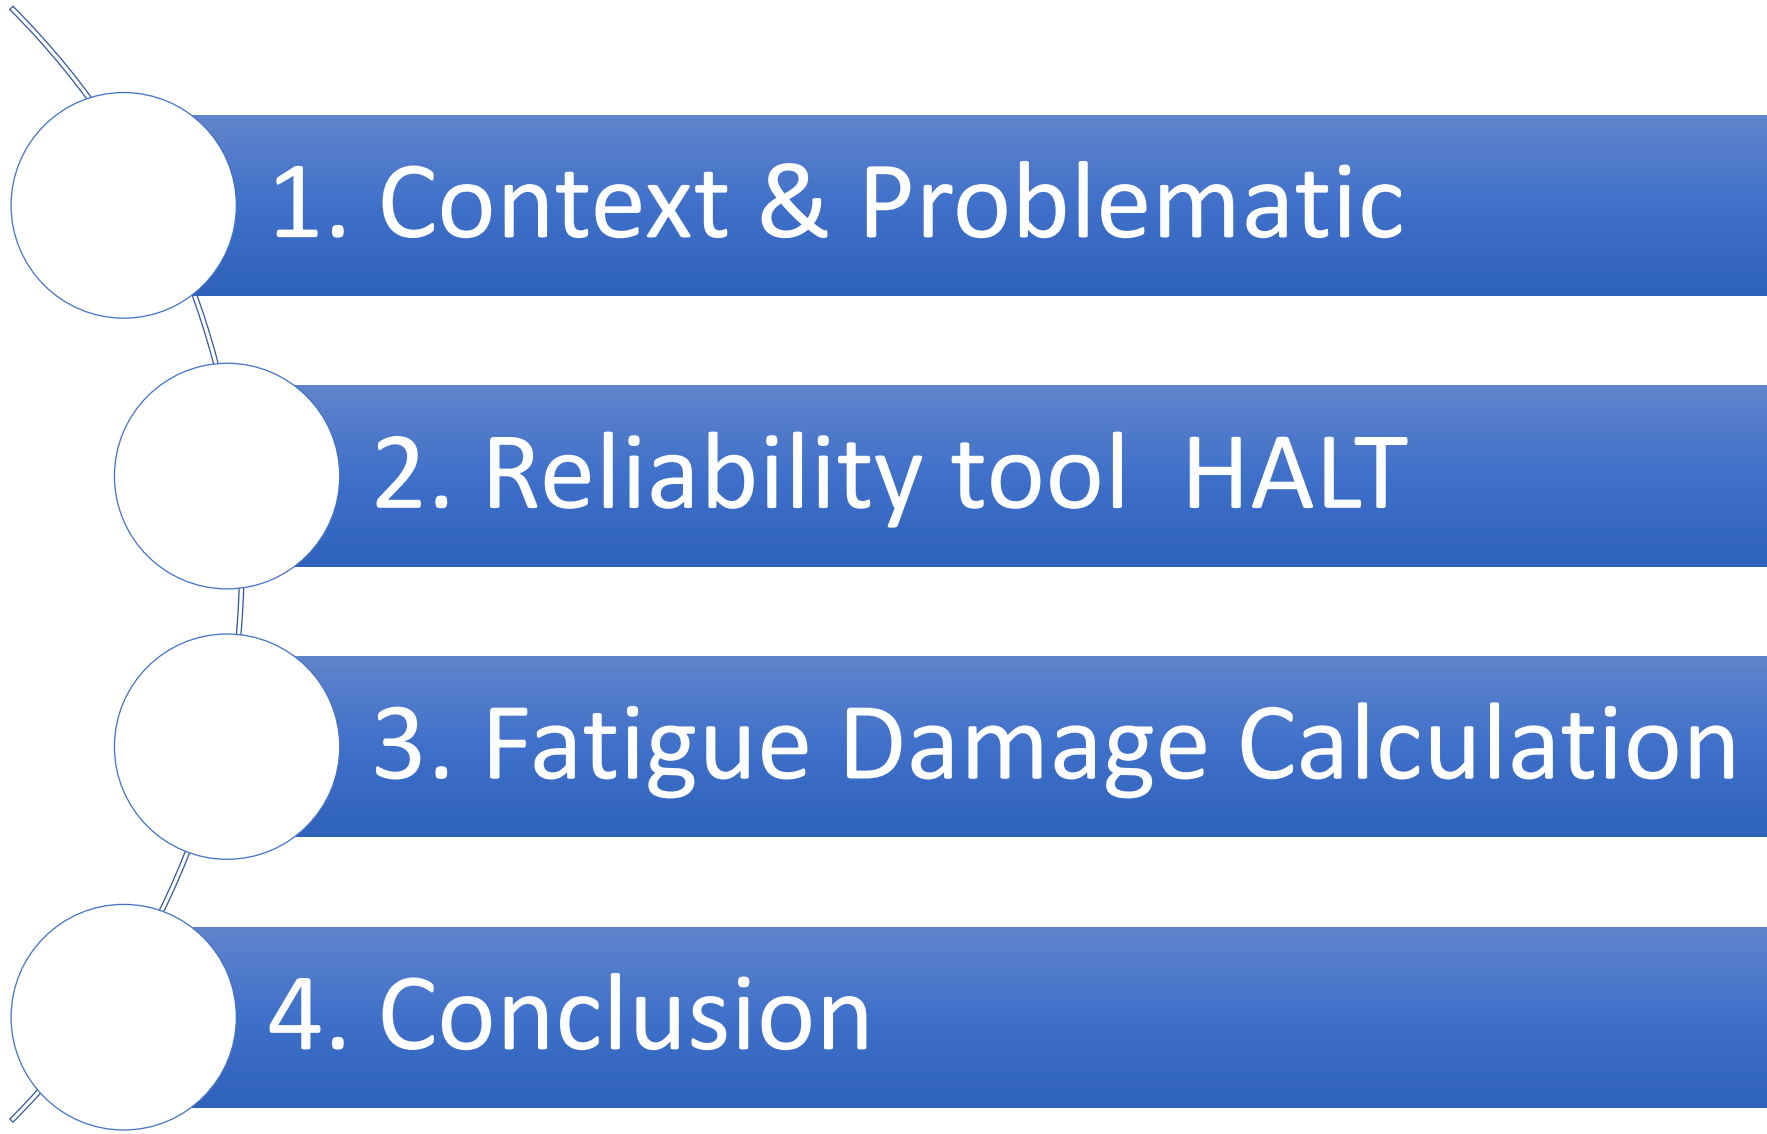 1. Context & Problematic
2. Reliability tool  HALT
3. Fatigue Damage Calculation
4. Conclusion